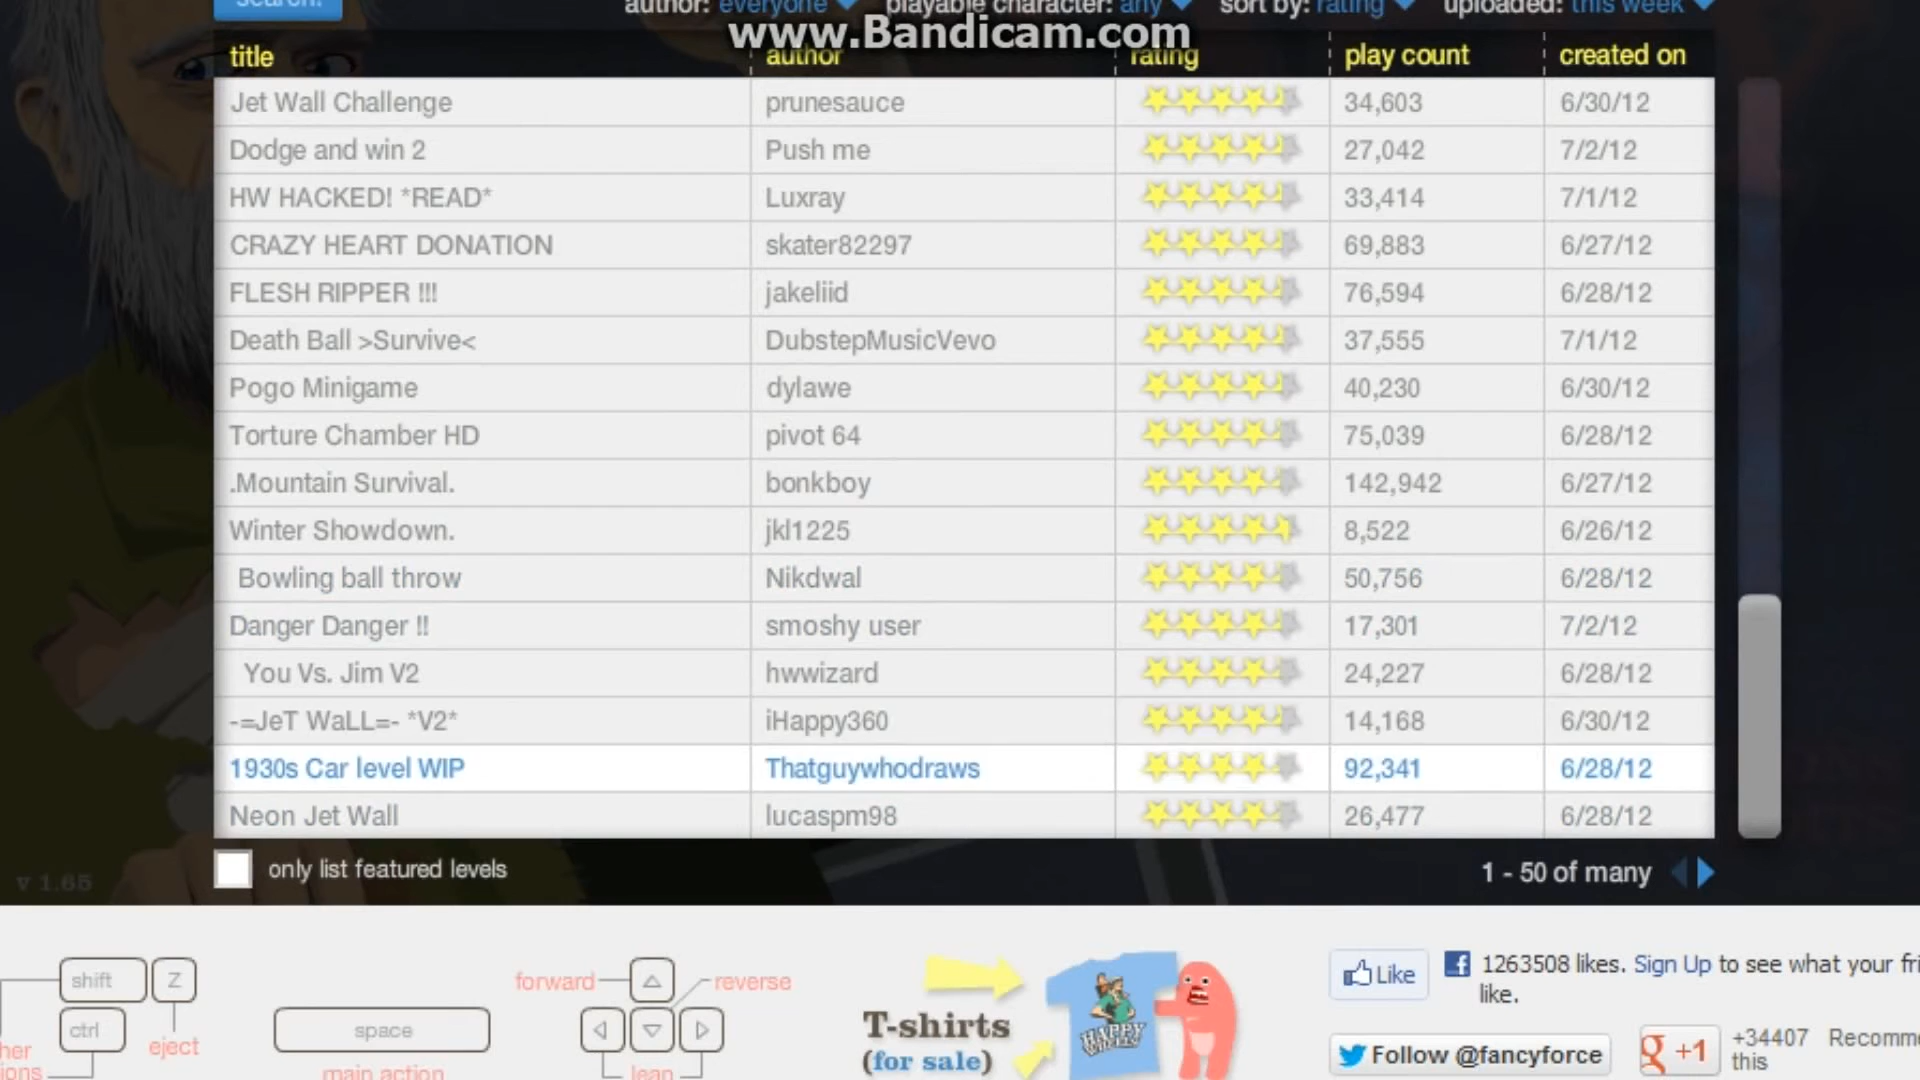 search!
author: everyone playable character: any sort by: rating uploaded: this week
www.Bandicam.com
title author rating play count created on
Jet Wall Challenge prunesauce 34,603 6/30/12
Dodge and win 2 Push me 27,042 7/2/12
HW HACKED! *READ* Luxray 33,414 7/1/12
CRAZY HEART DONATION skater82297 69,883 6/27/12
FLESH RIPPER !!! jakeliid 76,594 6/28/12
Death Ball >Survive< DubstepMusicVevo 37,555 7/1/12
Pogo Minigame dylawe 40,230 6/30/12
Torture Chamber HD pivot 64 75,039 6/28/12
.Mountain Survival. bonkboy 142,942 6/27/12
Winter Showdown. jkl1225 8,522 6/26/12
Bowling ball throw Nikdwal 50,756 6/28/12
Danger Danger !! smoshy user 17,301 7/2/12
You Vs. Jim V2 hwwizard 24,227 6/28/12
-=JeT WaLL=- *V2* iHappy360 14,168 6/30/12
1930s Car level WIP Thatguywhodraws 92,341 6/28/12
Neon Jet Wall lucaspm98 26,477 6/28/12
v 1.65
only list featured levels
1 - 50 of many
shift Z
ctrl
eject
space
main action
forward reverse
lean
T-shirts
(for sale)
HAPPY WHEELS
Like
1263508 likes. Sign Up to see what your fri
like.
Follow @fancyforce
+1
+34407 Recomm
this